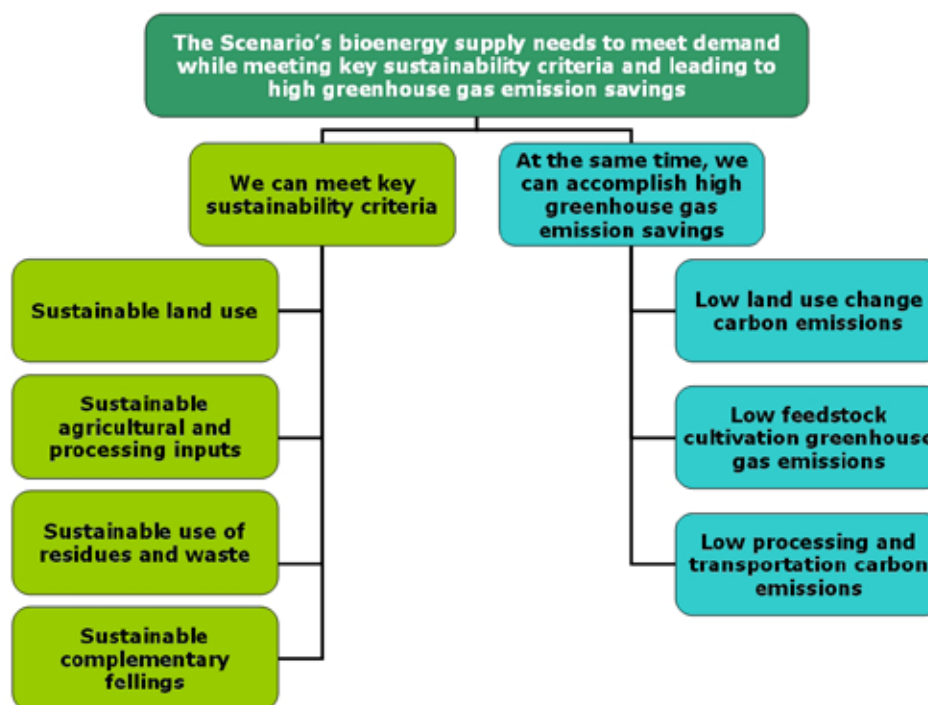 The Scenario's bioenergy supply needs to meet demand
while meeting key sustainability criteria and leading to
high greenhouse gas emission savings
We can meet key
sustainability criteria
At the same time, we
can accomplish high
greenhouse gas
emission savings
Sustainable land use
Sustainable
agricultural and
processing inputs
Sustainable use of
residues and waste
Sustainable
complementary
fellings
Low land use change
carbon emissions
Low feedstock
cultivation greenhouse
gas emissions
Low processing and
transportation carbon
emissions